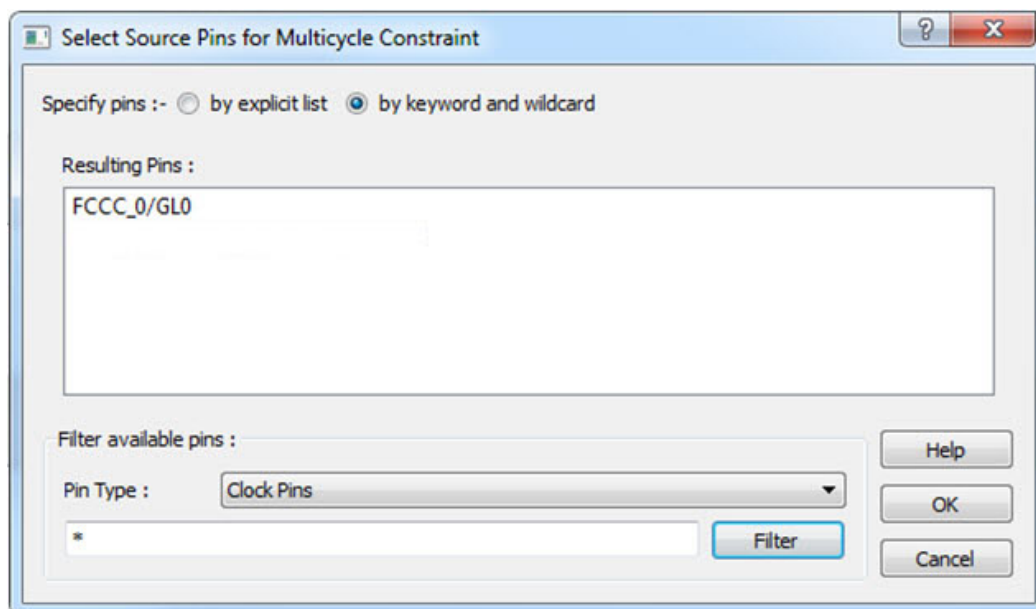 Select Source Pins for Multicycle Constraint
Specify pins :- by explicit list by keyword and wildcard
Resulting Pins :
FCCC_0/GL0
Filter available pins :
Help
Pin Type : Clock Pins
OK
* Filter
Cancel